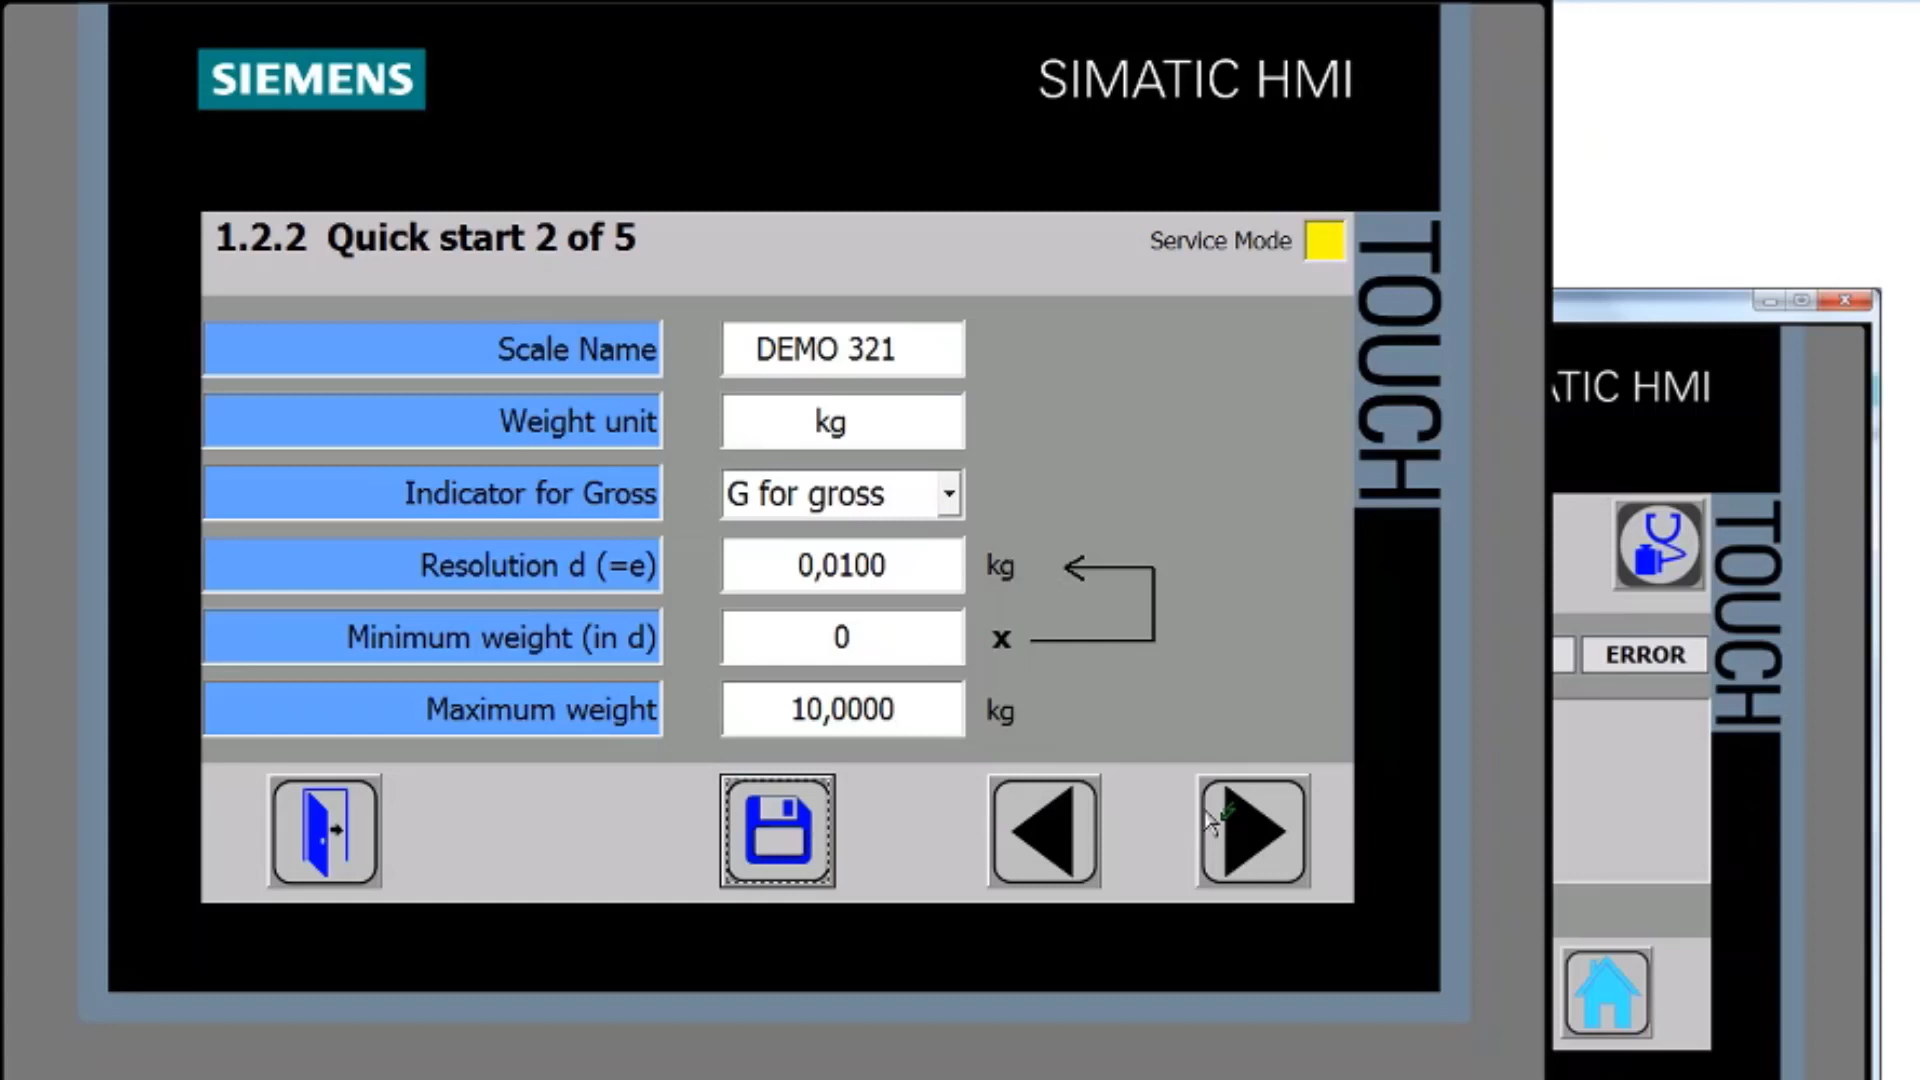 SIEMENS
SIMATIC HMI
1.2.2 Quick start 2 of 5
Service Mode
TOUCH
Scale Name
DEMO 321
Weight unit
kg
Indicator for Gross
G for gross
Resolution d (=e)
0,0100
kg
Minimum weight (in d)
0
x
Maximum weight
10,0000
kg
ATIC HMI
TOUCH
ERROR